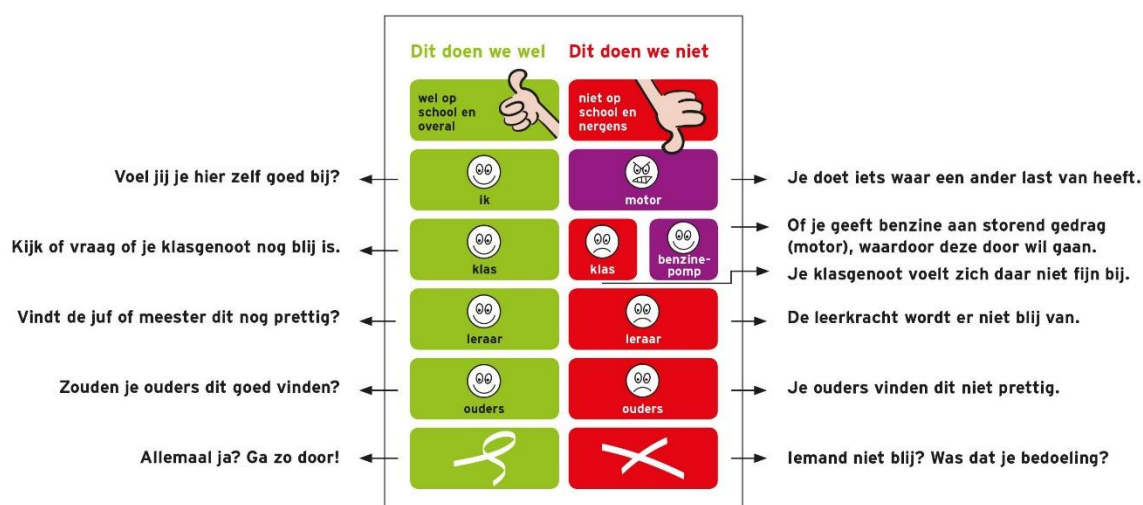 Dit doen we wel
Dit doen we niet
wel op
school en
overal
niet op
school en
nergens
Voel jij je hier zelf goed bij?
ik
motor
Je doet iets waar een ander last van heeft.
Kijk of vraag of je klasgenoot nog blij is.
klas
klas
benzine-
pomp
Of je geeft benzine aan storend gedrag
(motor), waardoor deze door wil gaan.
Je klasgenoot voelt zich daar niet fijn bij.
Vindt de juf of meester dit nog prettig?
leraar
leraar
De leerkracht wordt er niet blij van.
Zouden je ouders dit goed vinden?
ouders
ouders
Je ouders vinden dit niet prettig.
Allemaal ja? Ga zo door!
Iemand niet blij? Was dat je bedoeling?